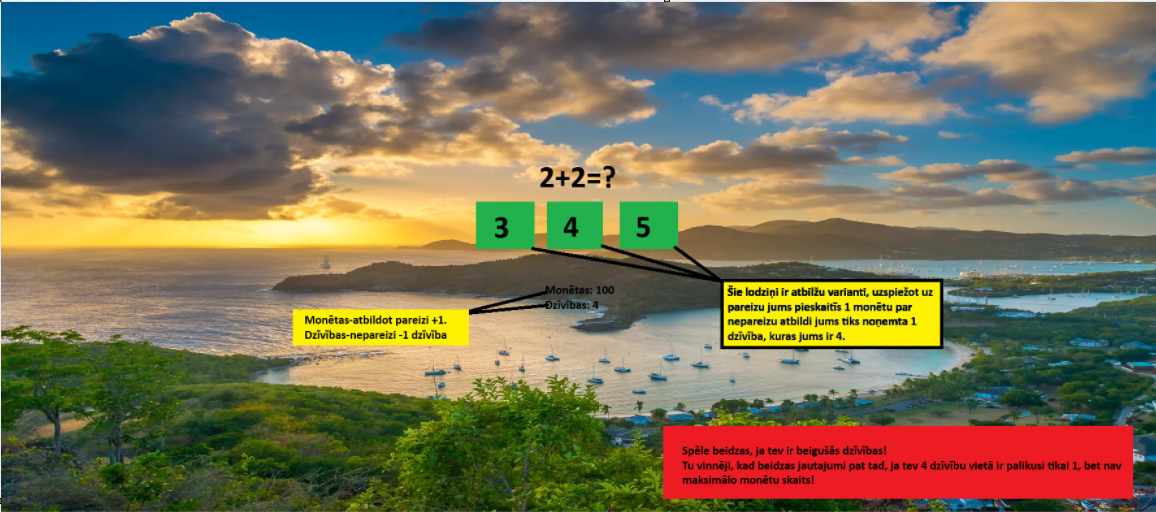 2+2=?
3 4 5
Monētas: 100
Dzīvības: 4
Monētas-atbildot pareizi +1.
Dzīvības-nepareizi -1 dzīvība
Šie lodziņi ir atbilžu varianti, uzspiežot uz
pareizu jums pieskaitīs 1 monētu par
nepareizu atbildi jums tiks noņemta 1
dzīvība, kuras jums ir 4.
Spēle beidzas, ja tev ir beigušās dzīvības!
Tu vinnēji, kad beidzas jautajumi pat tad, ja tev 4 dzīvību vietā ir palikusi tikai 1, bet nav
maksimālo monētu skaits!